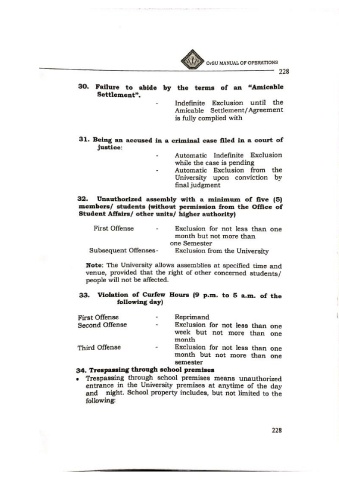 CvSU MANUAL OF OPERATIONS
228
30. Failure to abide by the terms of an "Amicable
Settlement".
- Indefinite Exclusion until the
Amicable Settlement/Agreement
is fully complied with
31. Being an accused in a criminal case filed in a court of
justice:
- Automatic Indefinite Exclusion
while the case is pending
- Automatic Exclusion from the
University upon conviction by
final judgment
32. Unauthorized assembly with a minimum of five (5)
members/ students (without permission from the Office of
Student Affairs/ other units/ higher authority)
First Offense - Exclusion for not less than one
month but not more than
one Semester
Subsequent Offenses- Exclusion from the University
Note: The University allows assemblies at specified time and
venue, provided that the right of other concerned students/
people will not be affected.
33. Violation of Curfew Hours (9 p.m. to 5 a.m. of the
following day)
First Offense - Reprimand
Second Offense - Exclusion for not less than one
week but not more than one
month
Third Offense - Exclusion for not less than one
month but not more than one
semester
34. Trespassing through school premises
• Trespassing through school premises means unauthorized
entrance in the University premises at anytime of the day
and night. School property includes, but not limited to the
following:
228